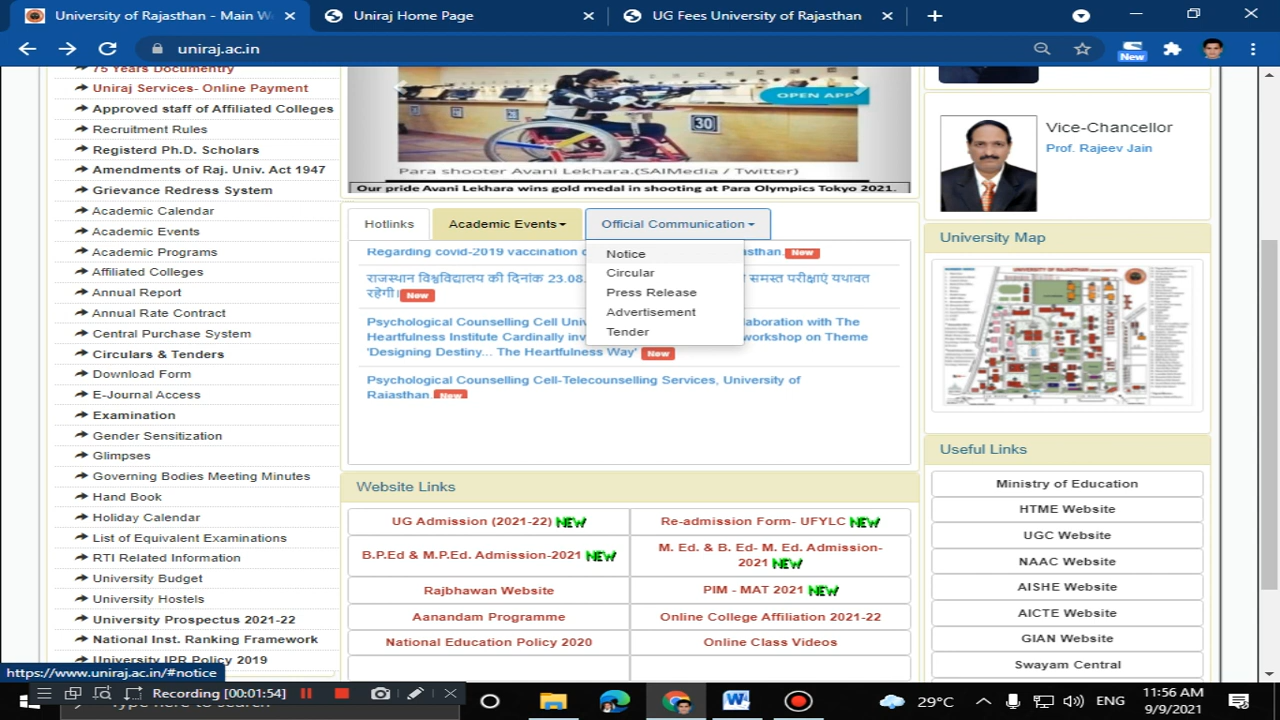 University of Rajasthan - Main W
Uniraj Home Page
UG Fees University of Rajasthan
uniraj.ac.in
New
75 Years Documentry
Uniraj Services- Online Payment
Approved staff of Affiliated Colleges
Recruitment Rules
Registerd Ph.D. Scholars
Amendments of Raj. Univ. Act 1947
Grievance Redress System
Academic Calendar
Academic Events
Academic Programs
Affiliated Colleges
Annual Report
Annual Rate Contract
Central Purchase System
Circulars & Tenders
Download Form
E-Journal Access
Examination
Gender Sensitization
Glimpses
Governing Bodies Meeting Minutes
Hand Book
Holiday Calendar
List of Equivalent Examinations
RTI Related Information
University Budget
University Hostels
University Prospectus 2021-22
National Inst. Ranking Framework
University IPR Policy 2019
OPEN APP
30
Para shooter Avani Lekhara.(SAIMedia / Twitter)
Our pride Avani Lekhara wins gold medal in shooting at Para Olympics Tokyo 2021.
Hotlinks
Academic Events
Official Communication
Notice
Circular
Press Release
Advertisement
Tender
Regarding covid-2019 vaccination sthan. New
राजस्थान विश्वविद्यालय की दिनांक 23.08. समस्त परीक्षाएं यथावत
रहेगी। New
Psychological Counselling Cell Univ aboration with The
Heartfulness Institute Cardinally inv workshop on Theme
'Designing Destiny... The Heartfulness Way' New
Psychological Counselling Cell-Telecounselling Services, University of
Rajasthan. New
Website Links
UG Admission (2021-22) NEW
Re-admission Form- UFYLC NEW
B.P.Ed & M.P.Ed. Admission-2021 NEW
M. Ed. & B. Ed- M. Ed. Admission-
2021 NEW
Rajbhawan Website
PIM - MAT 2021 NEW
Aanandam Programme
Online College Affiliation 2021-22
National Education Policy 2020
Online Class Videos
Vice-Chancellor
Prof. Rajeev Jain
University Map
Useful Links
Ministry of Education
HTME Website
UGC Website
NAAC Website
AISHE Website
AICTE Website
GIAN Website
Swayam Central
https://www.uniraj.ac.in/#notice
Recording [00:01:54]
Type here to search
29°C
ENG
11:56 AM
9/9/2021